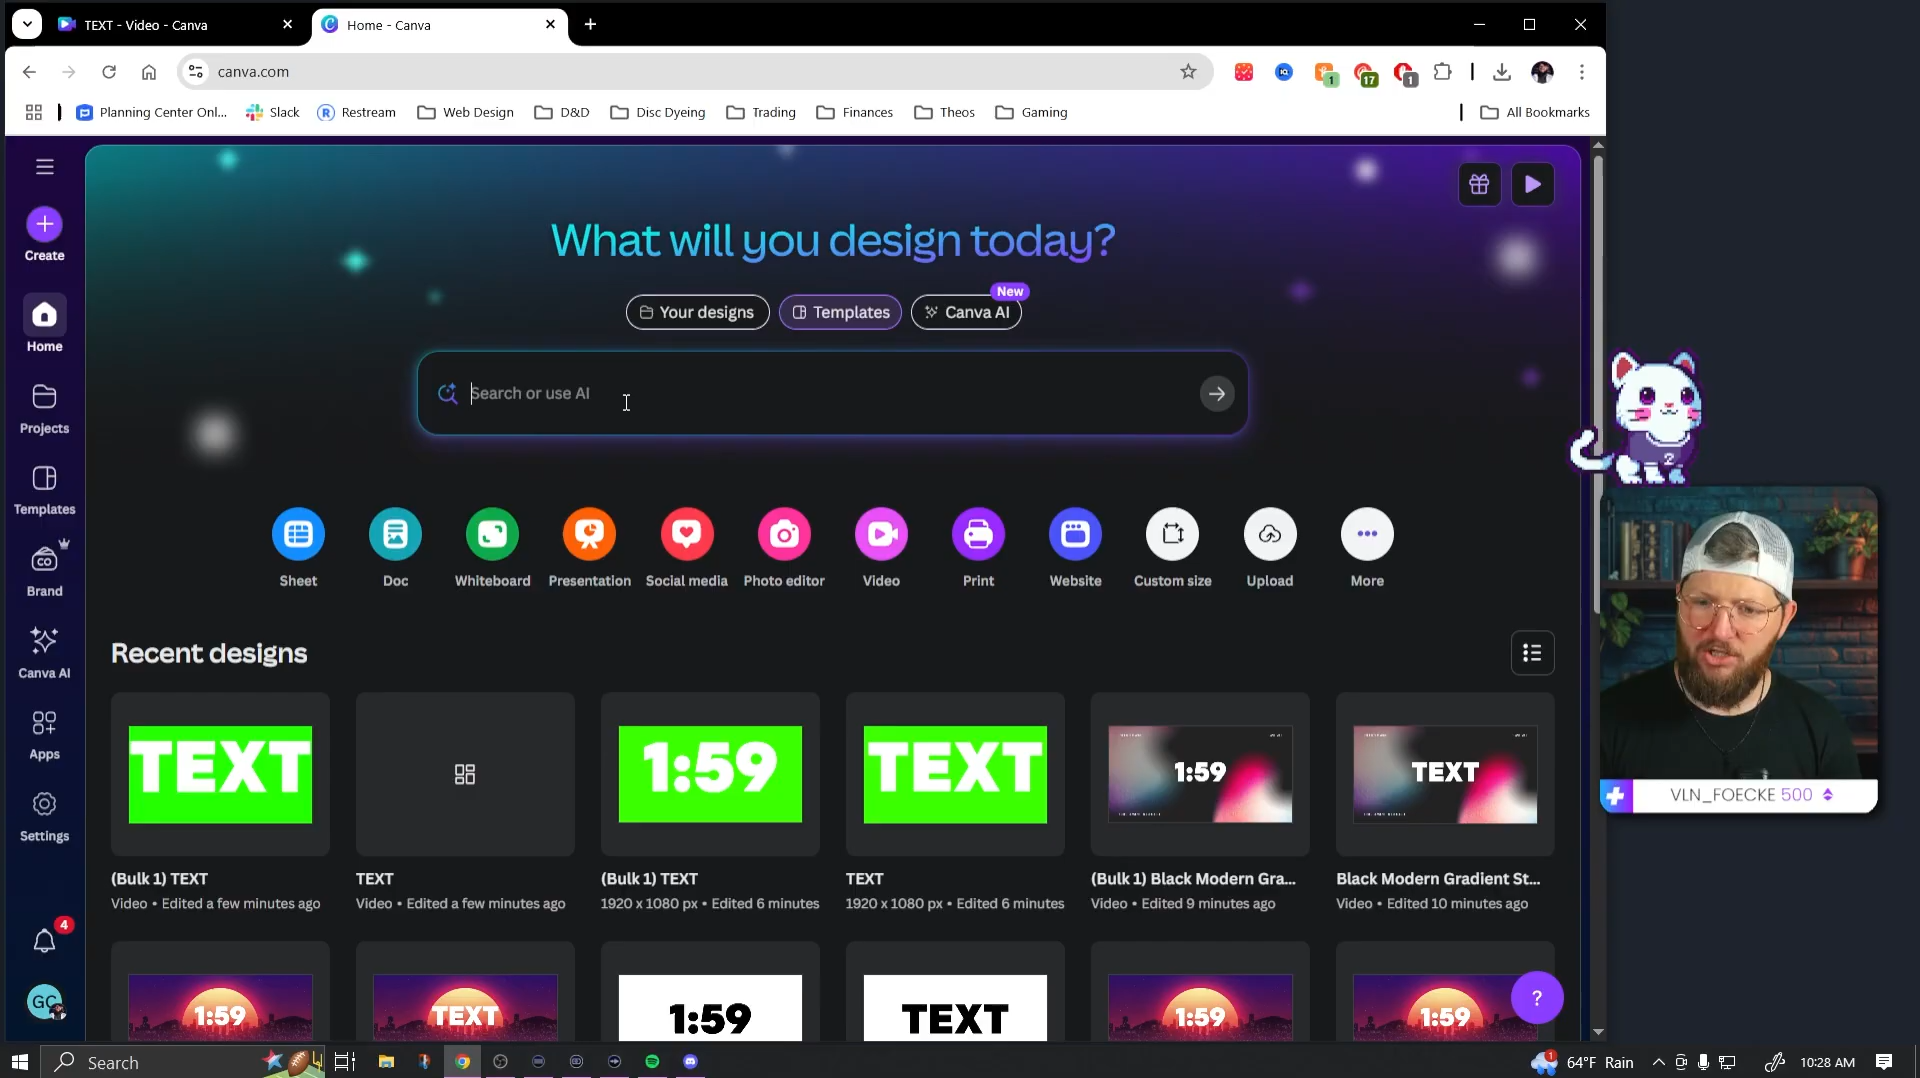 TEXT - Video - Canva
Home - Canva
canva.com
1
17
1
Planning Center Onl...
Slack
Restream
Web Design
D&D
Disc Dyeing
Trading
Finances
Theos
Gaming
All Bookmarks
Create
Home
Projects
Templates
Brand
Canva AI
Apps
Settings
4
GC
What will you design today?
New
Your designs
Templates
Canva AI
Search or use AI
Sheet
Doc
Whiteboard
Presentation
Social media
Photo editor
Video
Print
Website
Custom size
Upload
More
Recent designs
TEXT
1:59
TEXT
1:59
TEXT
(Bulk 1) TEXT
TEXT
(Bulk 1) TEXT
TEXT
(Bulk 1) Black Modern Gra...
Black Modern Gradient St...
Video • Edited a few minutes ago
Video • Edited a few minutes ago
1920 x 1080 px • Edited 6 minutes
1920 x 1080 px • Edited 6 minutes
Video • Edited 9 minutes ago
Video • Edited 10 minutes ago
1:59
TEXT
1:59
TEXT
1:59
1:59
?
2
VLN_FOECKE 500
Search
1
64°F Rain
10:28 AM